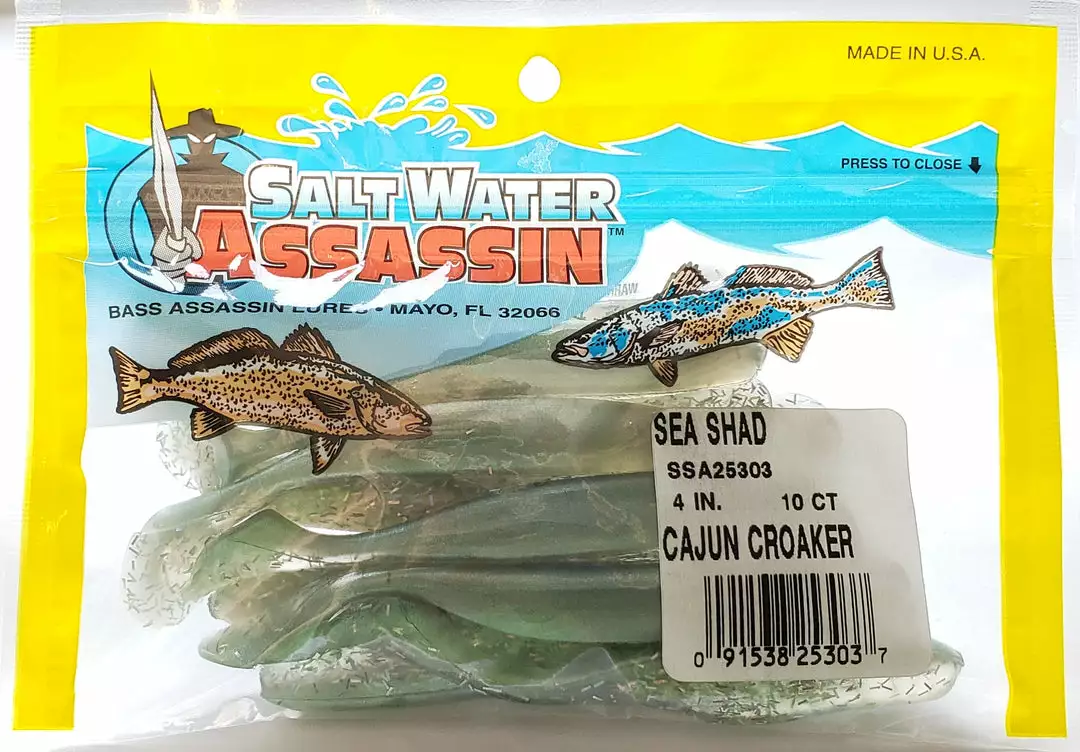 MADE IN U.S.A.
PRESS TO CLOSE
SALT WATER
ASSASSIN™
BASS ASSASSIN LURES • MAYO, FL 32066
SEA SHAD
SSA25303
4 IN. 10 CT
CAJUN CROAKER
0 91538 25303 7